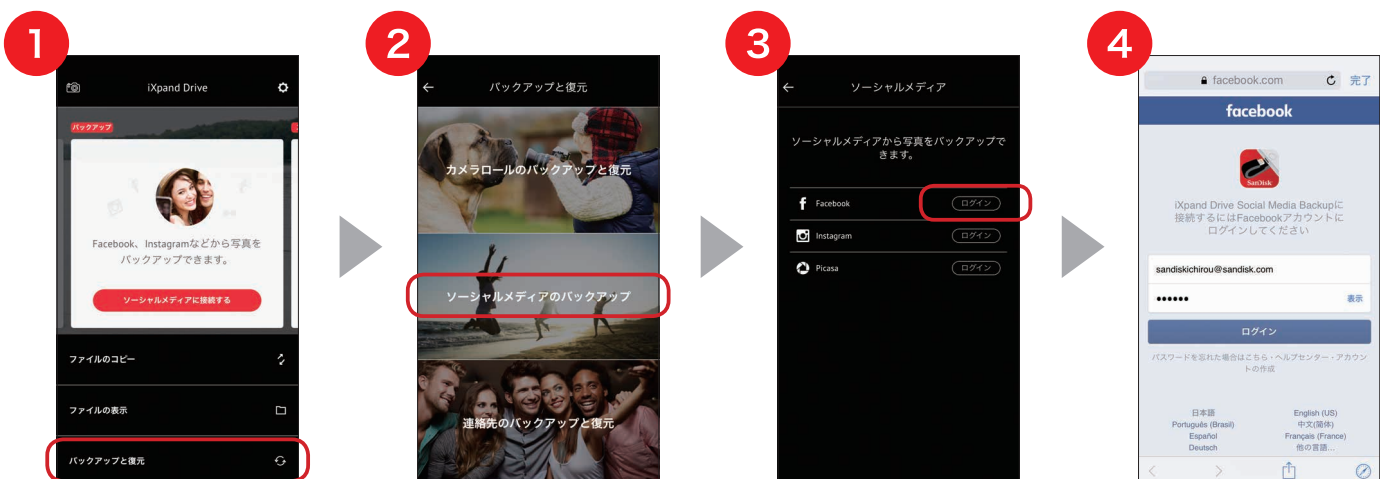 1
iXpand Drive
バックアップ
Facebook、Instagramなどから写真を
バックアップできます。
ソーシャルメディアに接続する
ファイルのコピー
ファイルの表示
バックアップと復元
2
バックアップと復元
カメラロールのバックアップと復元
ソーシャルメディアのバックアップ
連絡先のバックアップと復元
3
ソーシャルメディア
ソーシャルメディアから写真をバックアップで
きます。
Facebook ログイン
Instagram ログイン
Picasa ログイン
4
facebook.com 完了
facebook
SanDisk
iXpand Drive Social Media Backupに
接続するにはFacebookアカウントに
ログインしてください
sandiskichirou@sandisk.com
●●●●●● 表示
ログイン
パスワードを忘れた場合はこちら・ヘルプセンター・アカウン
トの作成
日本語 English (US)
Português (Brasil) 中文(简体)
Español Français (France)
Deutsch 他の言語...